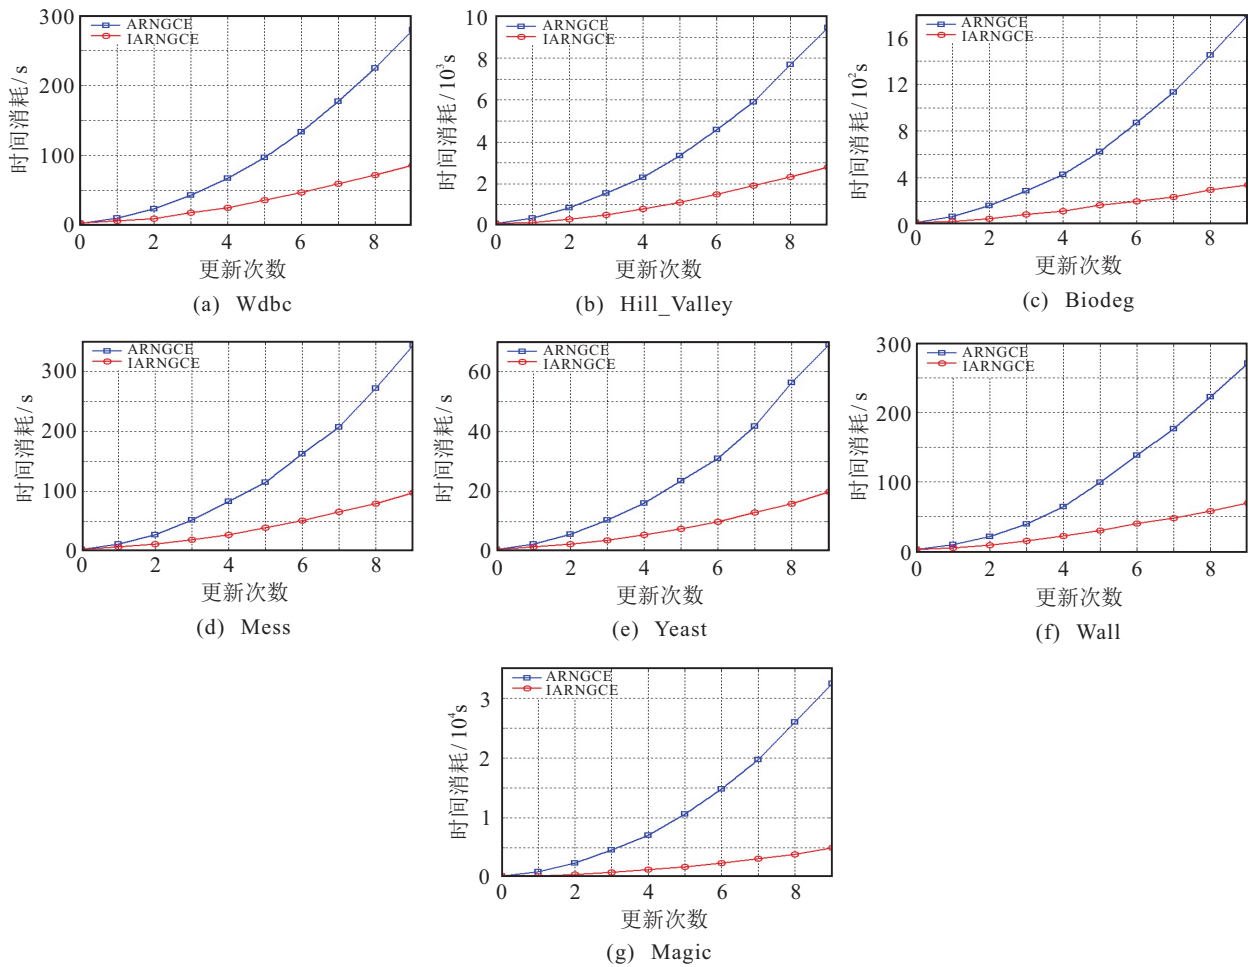 300
200
100
0
时间消耗/s
ARNGCE
IARNGCE
0 2 4 6 8
更新次数
(a) Wdbc
10
8
6
4
2
0
时间消耗/10³s
ARNGCE
IARNGCE
0 2 4 6 8
更新次数
(b) Hill_Valley
16
12
8
4
0
时间消耗/10²s
ARNGCE
IARNGCE
0 2 4 6 8
更新次数
(c) Biodeg
300
200
100
0
时间消耗/s
ARNGCE
IARNGCE
0 2 4 6 8
更新次数
(d) Mess
60
40
20
0
时间消耗/s
ARNGCE
IARNGCE
0 2 4 6 8
更新次数
(e) Yeast
300
200
100
0
时间消耗/s
ARNGCE
IARNGCE
0 2 4 6 8
更新次数
(f) Wall
3
2
1
0
时间消耗/10⁴s
ARNGCE
IARNGCE
0 2 4 6 8
更新次数
(g) Magic